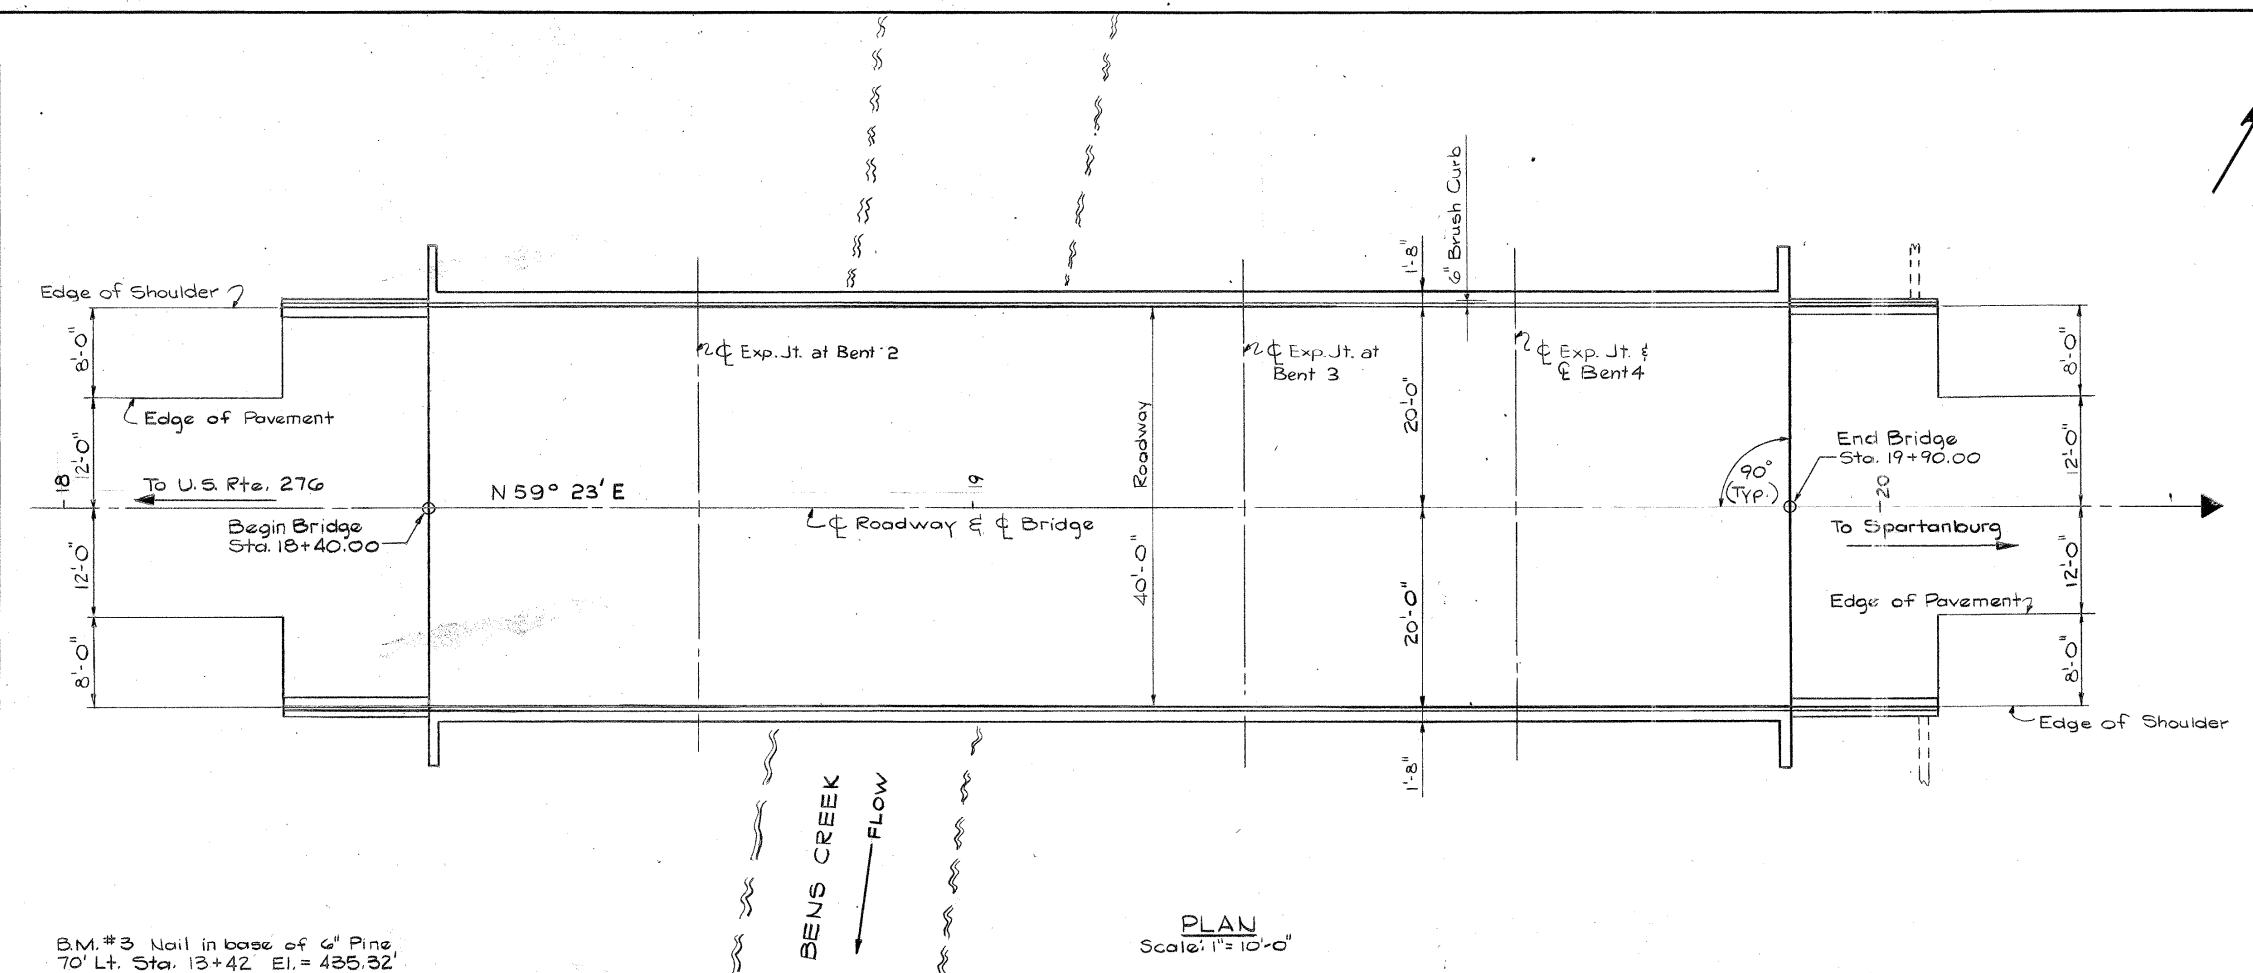 6" Brush Curb
1'-8"
Edge of Shoulder
8'-0"
℄ Exp. Jt. at Bent 2
℄ Exp. Jt. at
Bent 3
℄ Exp. Jt. &
℄ Bent 4
8'-0"
Edge of Pavement
Roadway
20'-0"
12'-0"
18
To U.S. Rte. 276
N 59° 23' E
19
90°
(Typ.)
End Bridge
Sta. 19+90.00
12'-0"
20
Begin Bridge
Sta. 18+40.00
℄ Roadway & ℄ Bridge
To Spartanburg
12'-0"
40'-0"
20'-0"
12'-0"
Edge of Pavement
8'-0"
8'-0"
Edge of Shoulder
1'-8"
BENS CREEK
FLOW
PLAN
Scale: 1" = 10'-0"
B.M. #3 Nail in base of 6" Pine
70' Lt. Sta. 13+42 El. = 435.32'